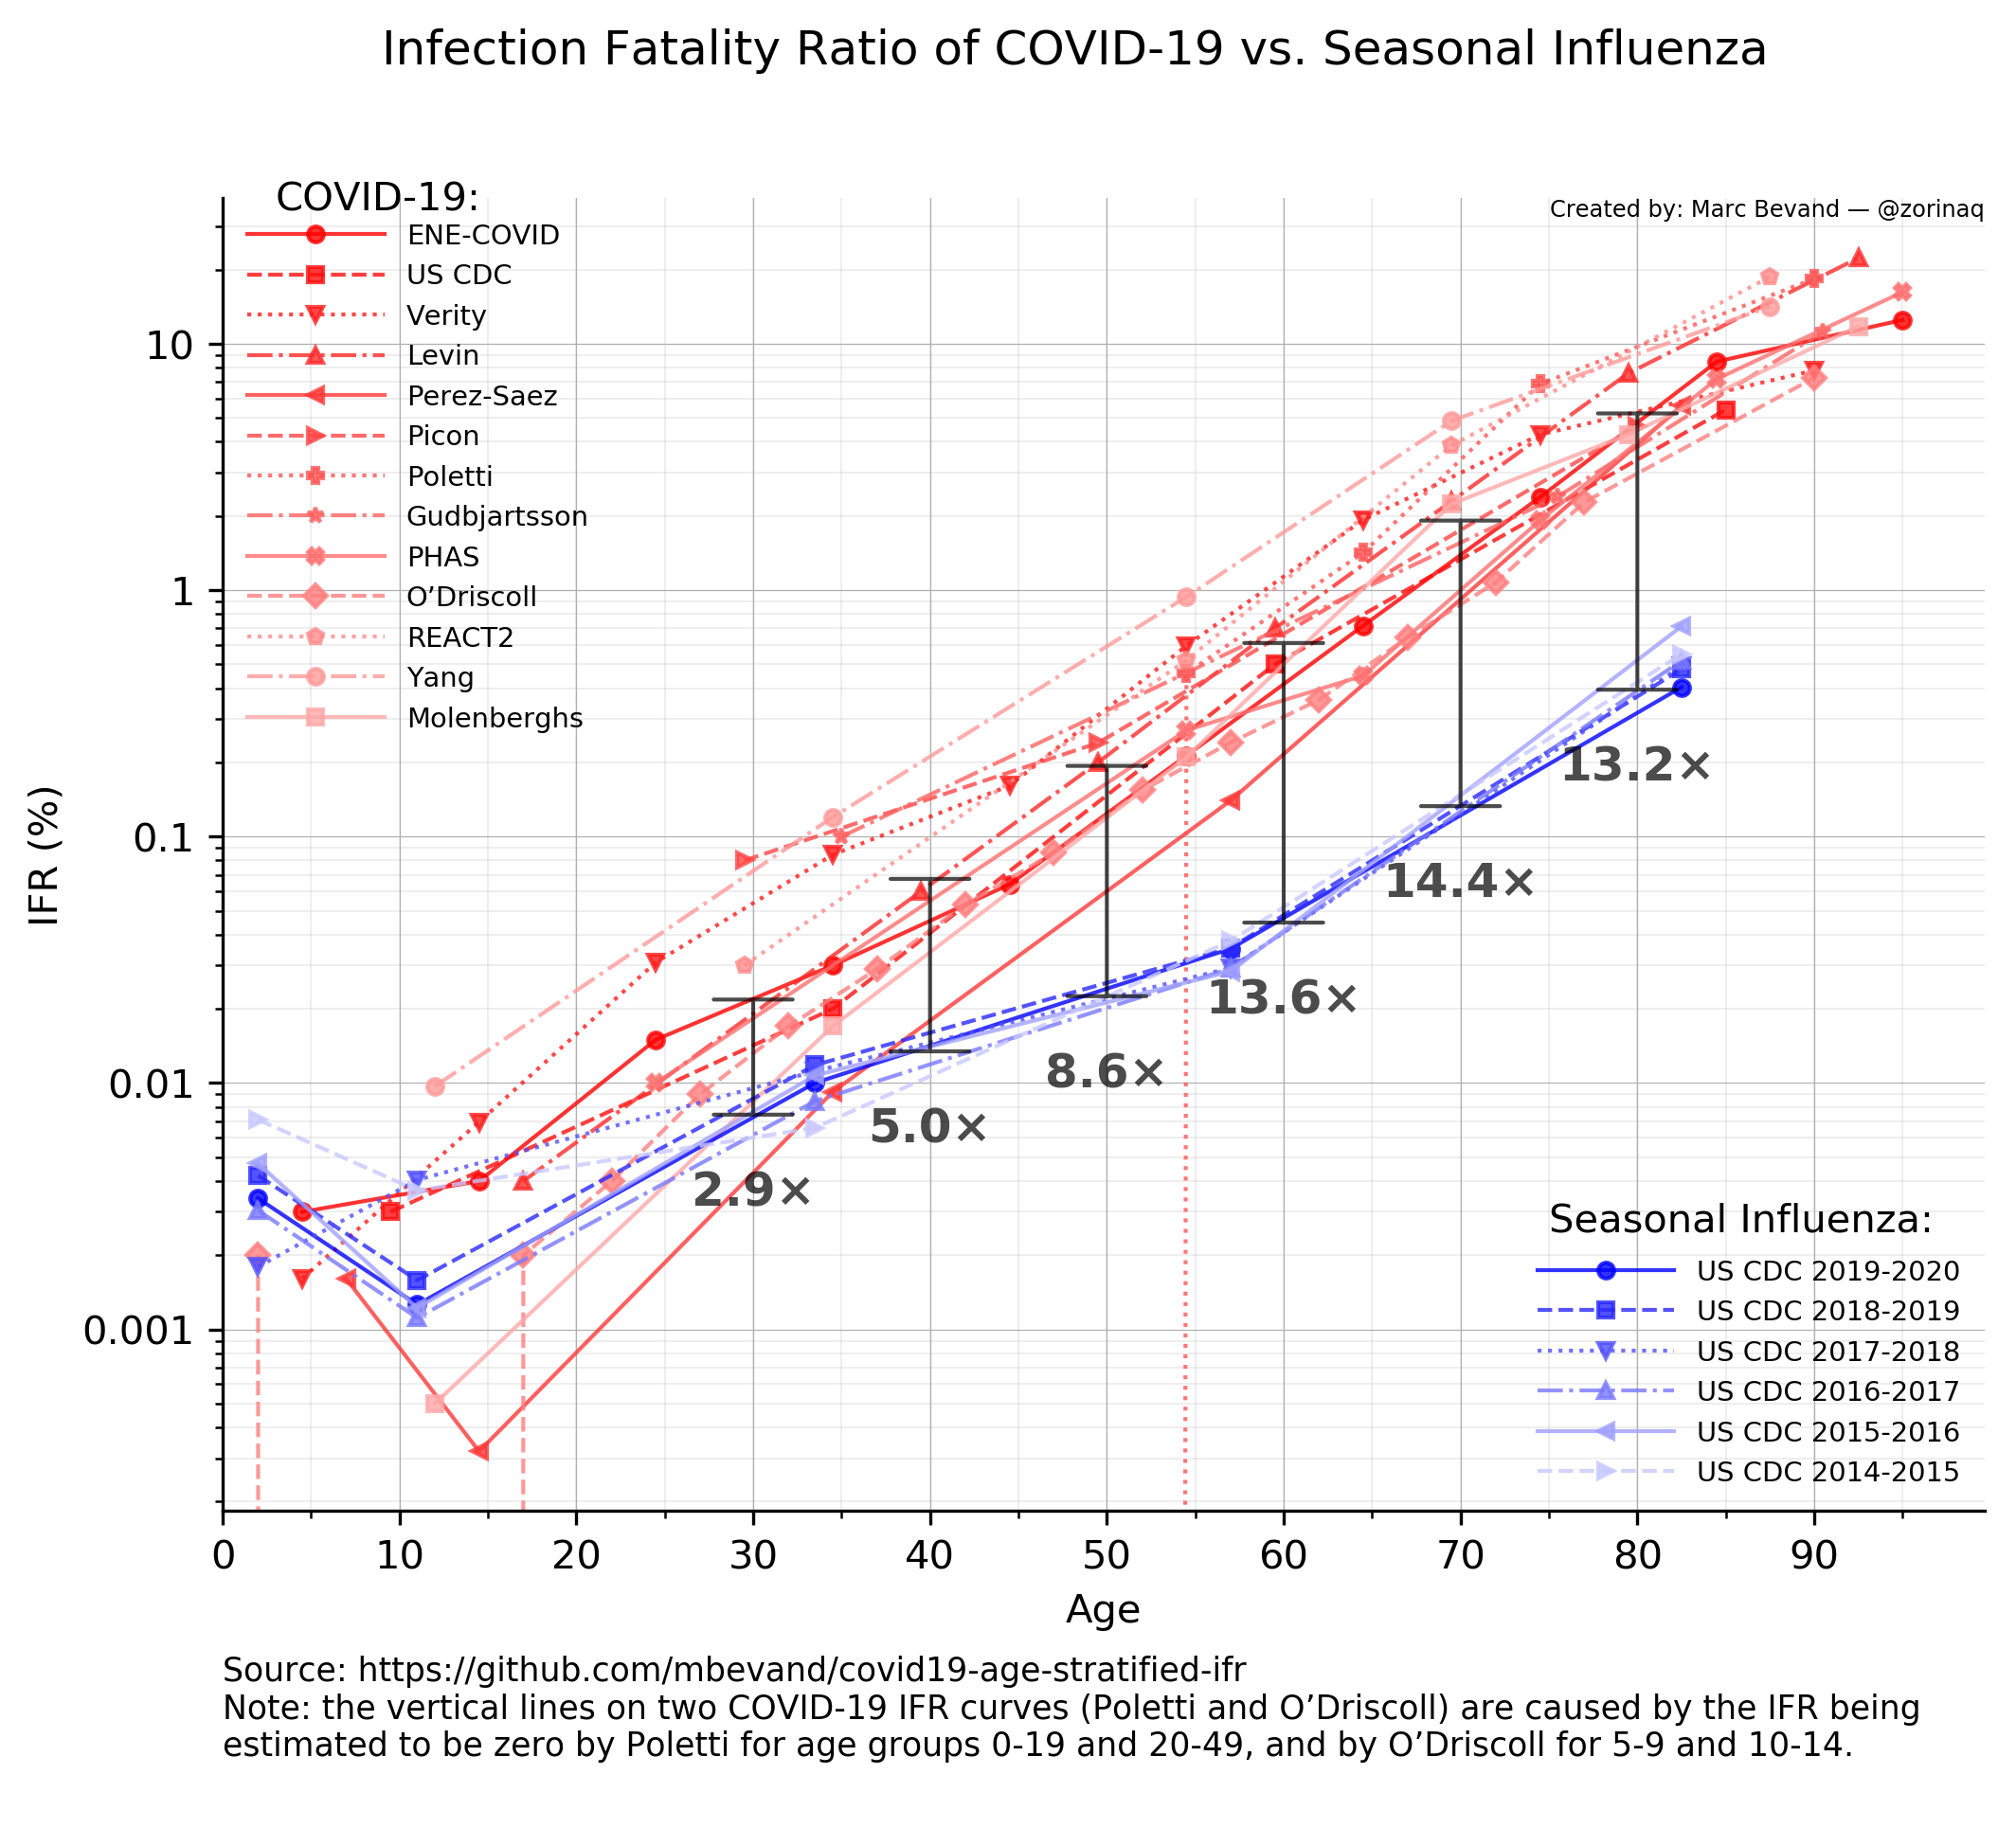 Infection Fatality Ratio of COVID-19 vs. Seasonal Influenza
COVID-19:
Created by: Marc Bevand — @zorinaq
ENE-COVID
US CDC
Verity
Levin
Perez-Saez
Picon
Poletti
Gudbjartsson
PHAS
O’Driscoll
REACT2
Yang
Molenberghs
IFR (%)
10
1
0.1
0.01
0.001
2.9×
5.0×
8.6×
13.6×
14.4×
13.2×
Seasonal Influenza:
US CDC 2019-2020
US CDC 2018-2019
US CDC 2017-2018
US CDC 2016-2017
US CDC 2015-2016
US CDC 2014-2015
0 10 20 30 40 50 60 70 80 90
Age
Source: https://github.com/mbevand/covid19-age-stratified-ifr
Note: the vertical lines on two COVID-19 IFR curves (Poletti and O’Driscoll) are caused by the IFR being
estimated to be zero by Poletti for age groups 0-19 and 20-49, and by O’Driscoll for 5-9 and 10-14.